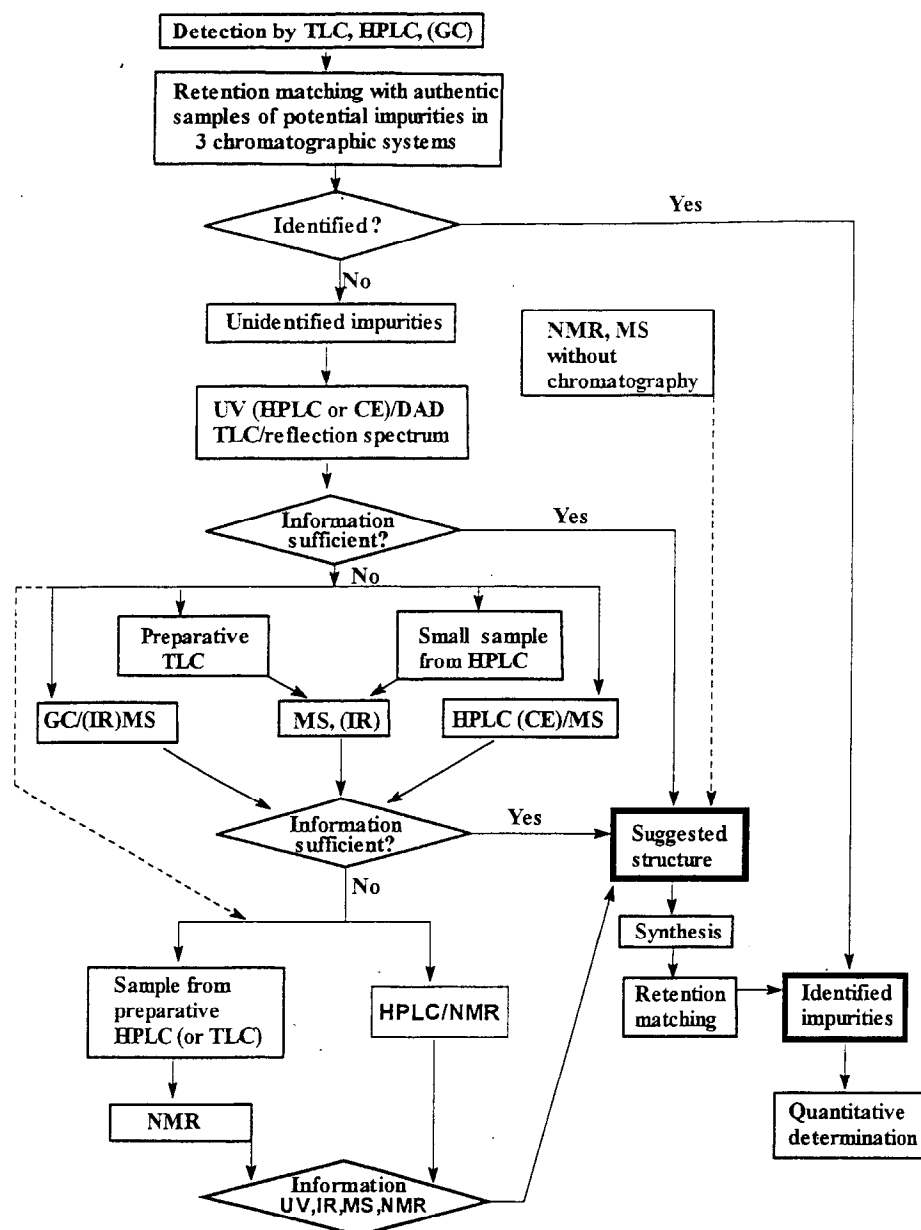 Detection by TLC, HPLC, (GC)
Retention matching with authentic
samples of potential impurities in
3 chromatographic systems
Yes
Identified?
No
Unidentified impurities
NMR, MS
without
chromatography
UV (HPLC or CE)/DAD
TLC/reflection spectrum
Information
sufficient?
Yes
No
Preparative
TLC
Small sample
from HPLC
GC/(IR)MS
MS, (IR)
HPLC (CE)/MS
Information
sufficient?
Yes
Suggested
structure
No
Synthesis
Sample from
preparative
HPLC (or TLC)
HPLC/NMR
Retention
matching
Identified
impurities
NMR
Quantitative
determination
Information
UV,IR,MS,NMR